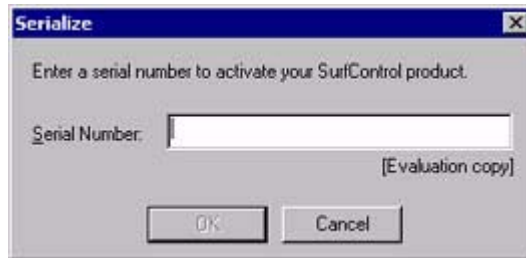 Serialize
Enter a serial number to activate your SurfControl product.
Serial Number:
[Evaluation copy]
OK Cancel